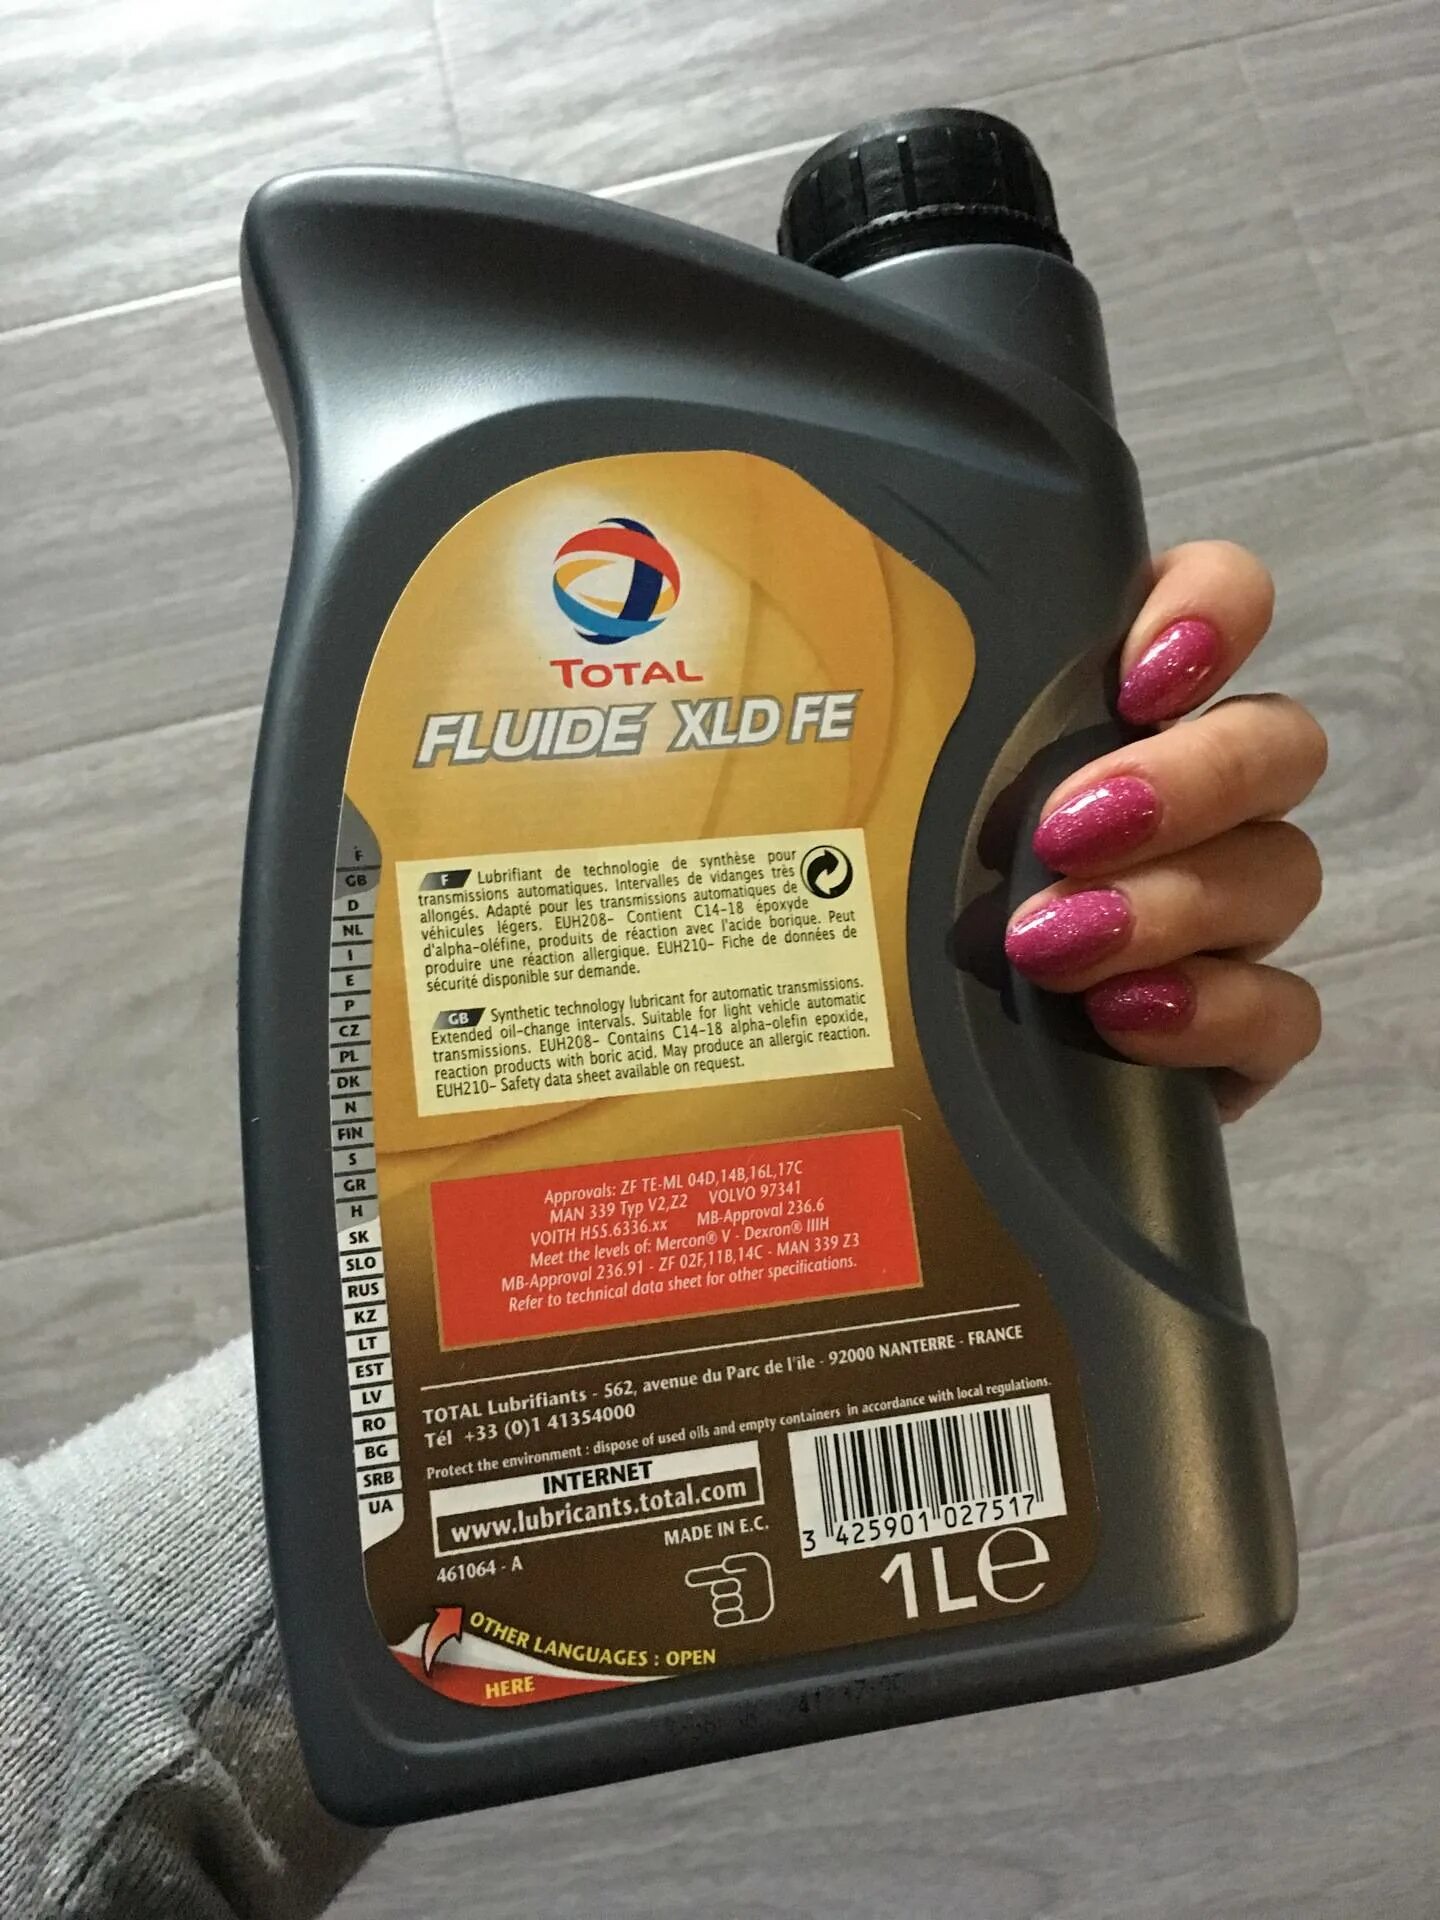 TOTAL
FLUIDE XLD FE
F
GB
D
NL
I
E
P
CZ
PL
DK
N
FIN
S
GR
H
SK
SLO
RUS
KZ
LT
EST
LV
RO
BG
SRB
UA
F Lubrifiant de technologie de synthèse pour
transmissions automatiques. Intervalles de vidanges très
allongés. Adapté pour les transmissions automatiques de
véhicules légers. EUH208- Contient C14-18 époxyde
d'alpha-oléfine, produits de réaction avec l'acide borique. Peut
produire une réaction allergique. EUH210- Fiche de données de
sécurité disponible sur demande.
GB Synthetic technology lubricant for automatic transmissions.
Extended oil-change intervals. Suitable for light vehicle automatic
transmissions. EUH208- Contains C14-18 alpha-olefin epoxide,
reaction products with boric acid. May produce an allergic reaction.
EUH210- Safety data sheet available on request.
Approvals: ZF TE-ML 04D,14B,16L,17C
MAN 339 Typ V2,Z2 VOLVO 97341
VOITH H55.6336.xx MB-Approval 236.6
Meet the levels of: Mercon® V - Dexron® IIIH
MB-Approval 236.91 - ZF 02F,11B,14C - MAN 339 Z3
Refer to technical data sheet for other specifications.
TOTAL Lubrifiants - 562, avenue du Parc de l'île - 92000 NANTERRE - FRANCE
Tél +33 (0)1 41354000
Protect the environment : dispose of used oils and empty containers in accordance with local regulations.
INTERNET
www.lubricants.total.com
MADE IN E.C.
461064 - A
3 425901 027517
1L e
OTHER LANGUAGES : OPEN
HERE